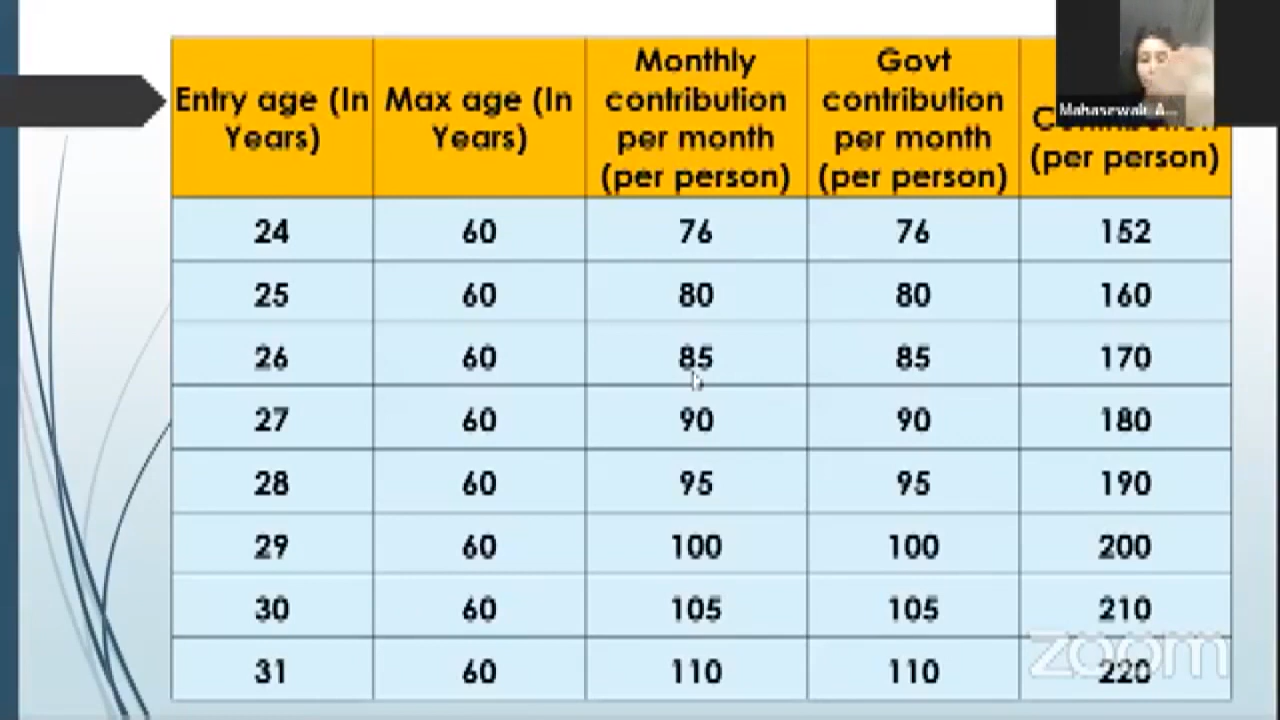 Entry age (In Years)
Max age (In Years)
Monthly contribution per month (per person)
Govt contribution per month (per person)
(per person)
24 60 76 76 152
25 60 80 80 160
26 60 85 85 170
27 60 90 90 180
28 60 95 95 190
29 60 100 100 200
30 60 105 105 210
31 60 110 110 220
Mahasewak A...
zoom